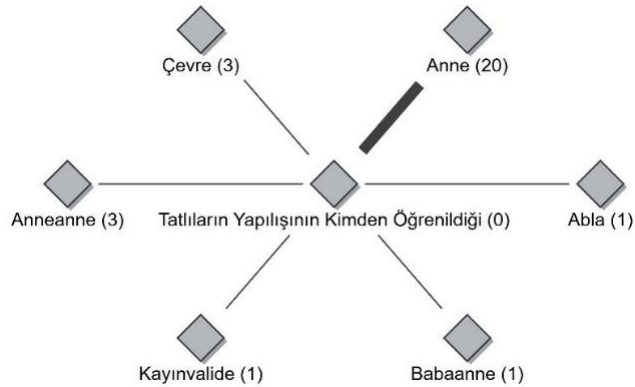 Çevre (3)
Anne (20)
Anneanne (3)
Tatlıların Yapılışının Kimden Öğrenildiği (0)
Abla (1)
Kayınvalide (1)
Babaanne (1)